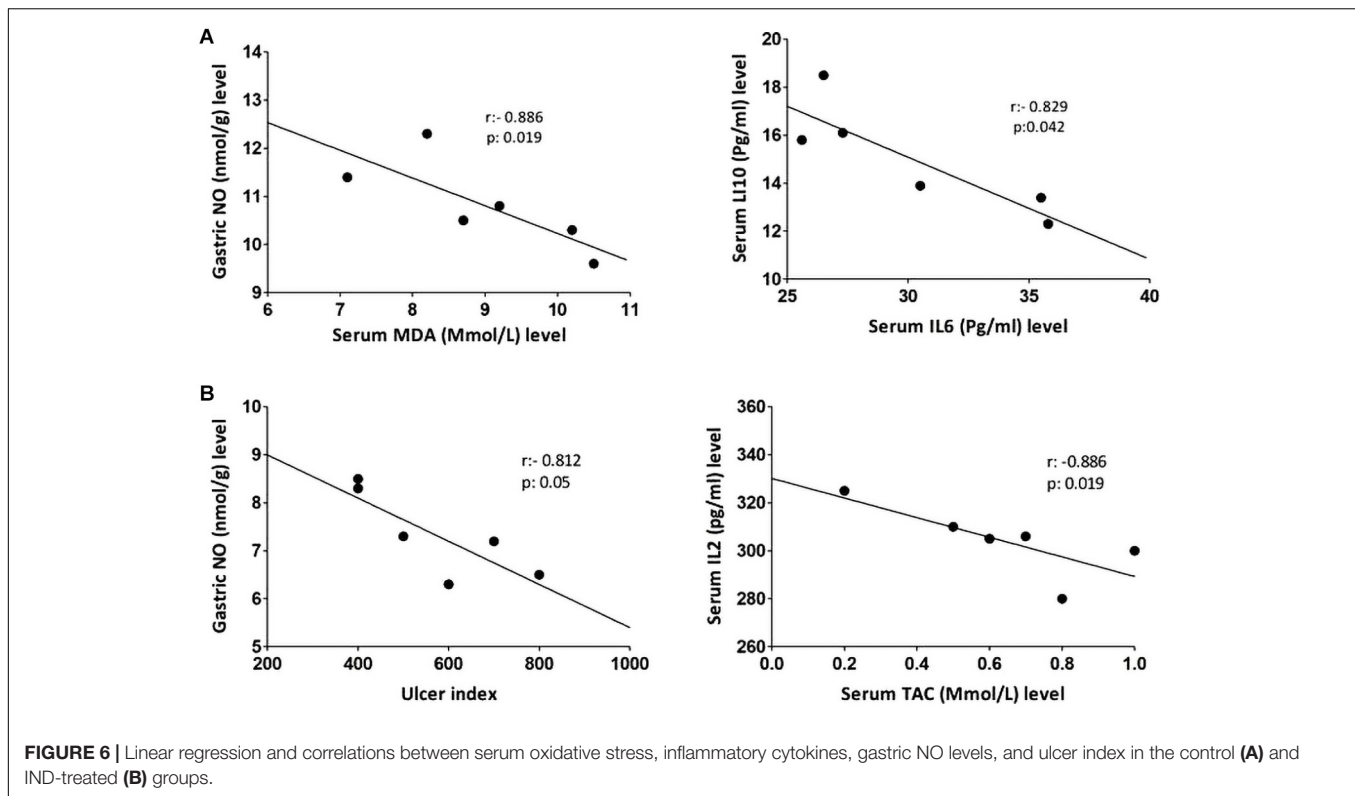 A
Gastric NO (nmol/g) level
14
13
12
11
10
9
6 7 8 9 10 11
Serum MDA (Mmol/L) level
r:- 0.886
p: 0.019
Serum LI10 (Pg/ml) level
20
18
16
14
12
10
25 30 35 40
Serum IL6 (Pg/ml) level
r:- 0.829
p:0.042
B
Gastric NO (nmol/g) level
10
9
8
7
6
5
200 400 600 800 1000
Ulcer index
r:- 0.812
p: 0.05
Serum IL2 (pg/ml) level
360
340
320
300
280
260
0.0 0.2 0.4 0.6 0.8 1.0
Serum TAC (Mmol/L) level
r: -0.886
p: 0.019
FIGURE 6 | Linear regression and correlations between serum oxidative stress, inflammatory cytokines, gastric NO levels, and ulcer index in the control (A) and
IND-treated (B) groups.